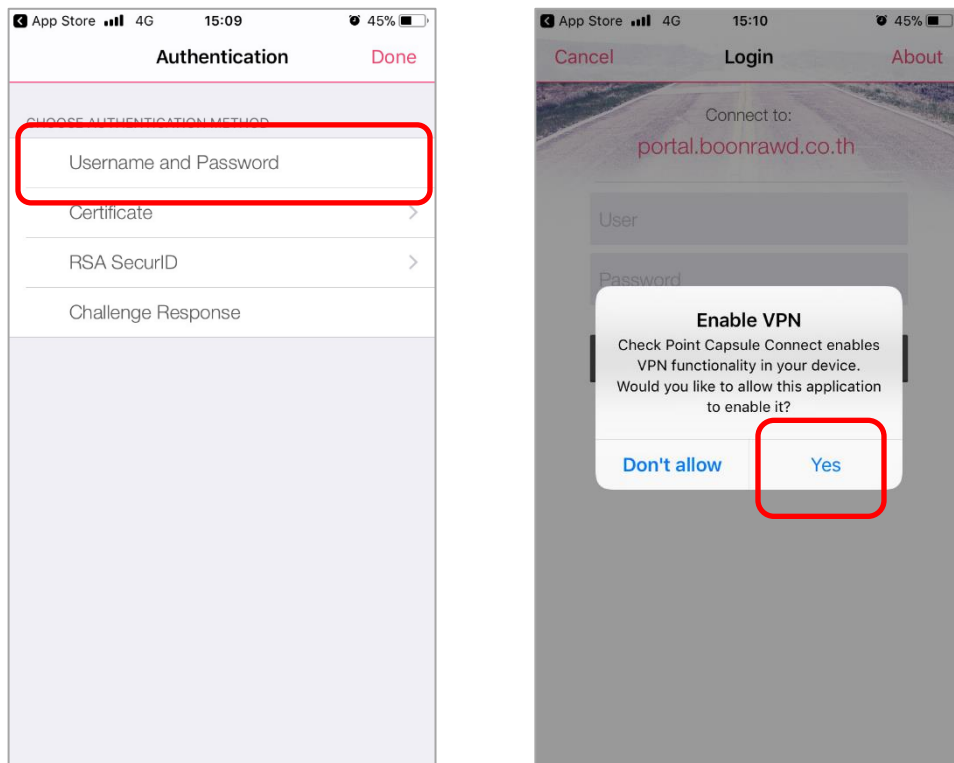 App Store 4G 15:09 45%
Authentication Done
CHOOSE AUTHENTICATION METHOD
Username and Password
Certificate
RSA SecurID
Challenge Response
App Store 4G 15:10 45%
Cancel Login About
Connect to:
portal.boonrawd.co.th
User
Password
Enable VPN
Check Point Capsule Connect enables
VPN functionality in your device.
Would you like to allow this application
to enable it?
Don't allow Yes